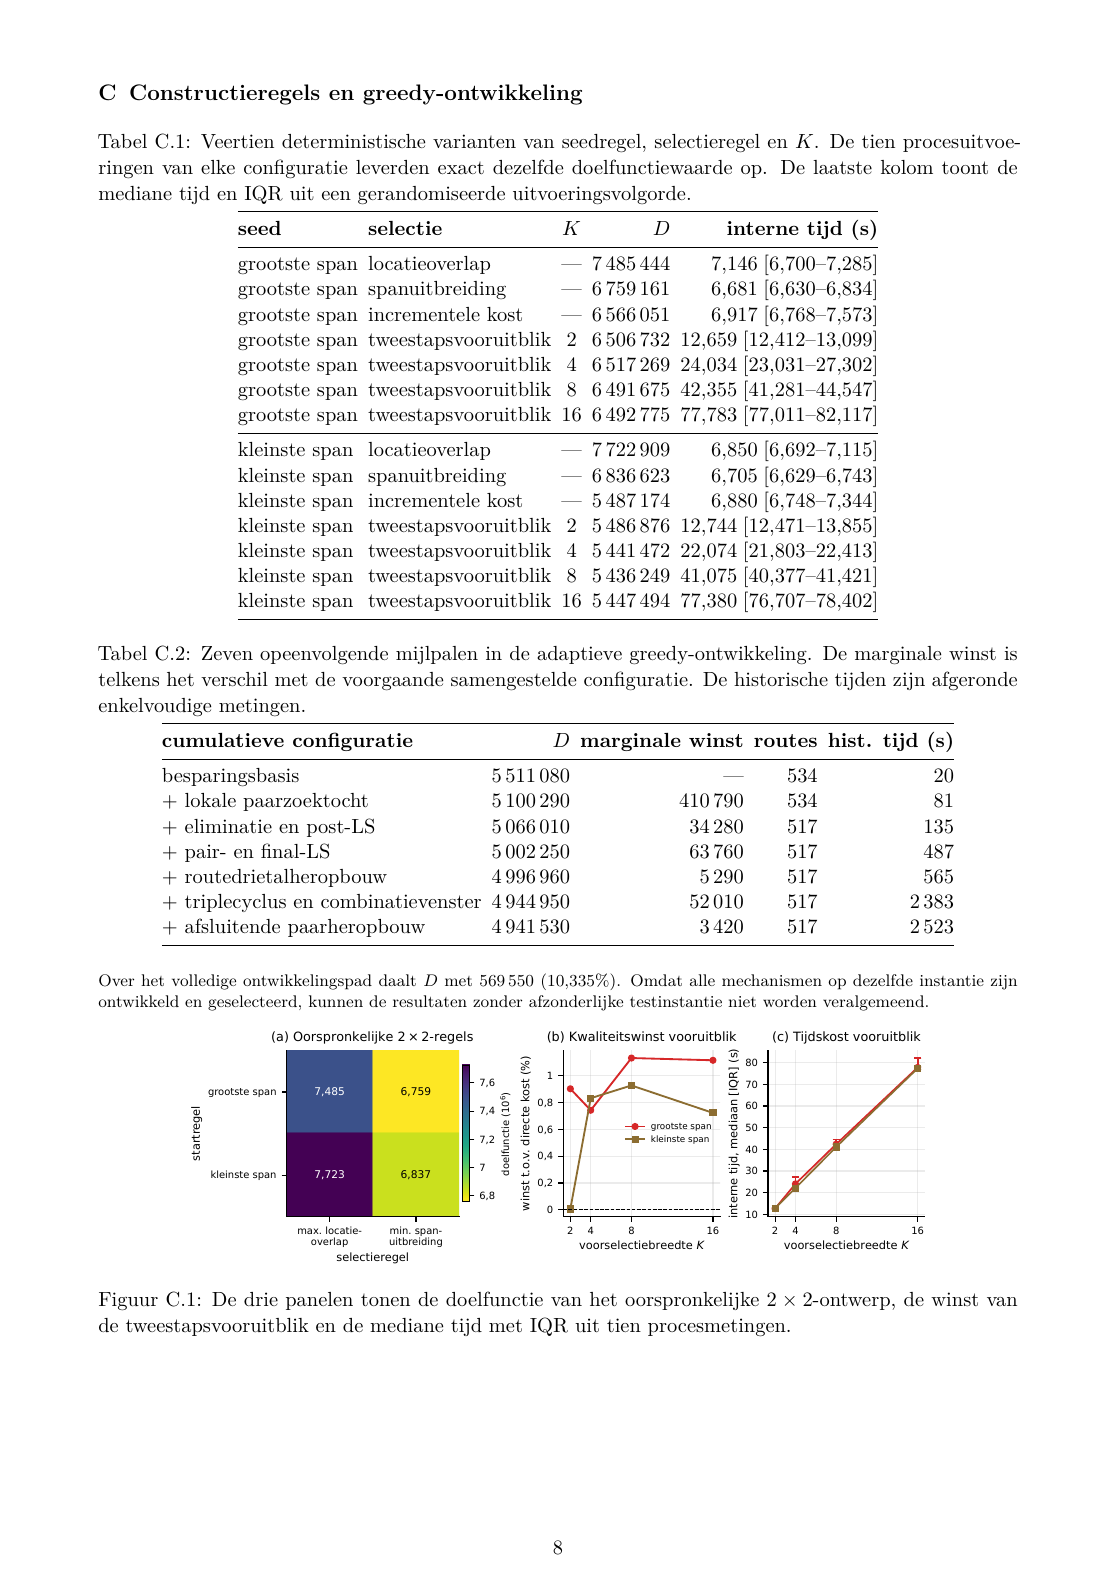 C Constructieregels en greedy-ontwikkeling
Tabel C.1: Veertien deterministische varianten van seedregel, selectieregel en K. De tien procesuitvoe-
ringen van elke configuratie leverden exact dezelfde doelfunctiewaarde op. De laatste kolom toont de
mediane tijd en IQR uit een gerandomiseerde uitvoeringsvolgorde.
seed selectie K D interne tijd (s)
grootste span locatieoverlap — 7 485 444 7,146 [6,700–7,285]
grootste span spanuitbreiding — 6 759 161 6,681 [6,630–6,834]
grootste span incrementele kost — 6 566 051 6,917 [6,768–7,573]
grootste span tweestapsvooruitblik 2 6 506 732 12,659 [12,412–13,099]
grootste span tweestapsvooruitblik 4 6 517 269 24,034 [23,031–27,302]
grootste span tweestapsvooruitblik 8 6 491 675 42,355 [41,281–44,547]
grootste span tweestapsvooruitblik 16 6 492 775 77,783 [77,011–82,117]
kleinste span locatieoverlap — 7 722 909 6,850 [6,692–7,115]
kleinste span spanuitbreiding — 6 836 623 6,705 [6,629–6,743]
kleinste span incrementele kost — 5 487 174 6,880 [6,748–7,344]
kleinste span tweestapsvooruitblik 2 5 486 876 12,744 [12,471–13,855]
kleinste span tweestapsvooruitblik 4 5 441 472 22,074 [21,803–22,413]
kleinste span tweestapsvooruitblik 8 5 436 249 41,075 [40,377–41,421]
kleinste span tweestapsvooruitblik 16 5 447 494 77,380 [76,707–78,402]
Tabel C.2: Zeven opeenvolgende mijlpalen in de adaptieve greedy-ontwikkeling. De marginale winst is
telkens het verschil met de voorgaande samengestelde configuratie. De historische tijden zijn afgeronde
enkelvoudige metingen.
cumulatieve configuratie D marginale winst routes hist. tijd (s)
besparingsbasis 5 511 080 — 534 20
+ lokale paarzoektocht 5 100 290 410 790 534 81
+ eliminatie en post-LS 5 066 010 34 280 517 135
+ pair- en final-LS 5 002 250 63 760 517 487
+ routedrietalheropbouw 4 996 960 5 290 517 565
+ triplecyclus en combinatievenster 4 944 950 52 010 517 2 383
+ afsluitende paarheropbouw 4 941 530 3 420 517 2 523
Over het volledige ontwikkelingspad daalt D met 569 550 (10,335%). Omdat alle mechanismen op dezelfde instantie zijn
ontwikkeld en geselecteerd, kunnen de resultaten zonder afzonderlijke testinstantie niet worden veralgemeend.
(a) Oorspronkelijke 2 × 2-regels
startregel
grootste span
kleinste span
7,485 6,759
7,723 6,837
max. locatie-
overlap
min. span-
uitbreiding
selectieregel
7,6
7,4
7,2
7
6,8
doelfunctie (10⁶)
(b) Kwaliteitswinst vooruitblik
winst t.o.v. directe kost (%)
1
0,8
0,6
0,4
0,2
0
grootste span
kleinste span
2 4 8 16
voorselectiebreedte K
(c) Tijdskost vooruitblik
interne tijd, mediaan [IQR] (s)
80
70
60
50
40
30
20
10
2 4 8 16
voorselectiebreedte K
Figuur C.1: De drie panelen tonen de doelfunctie van het oorspronkelijke 2 × 2-ontwerp, de winst van
de tweestapsvooruitblik en de mediane tijd met IQR uit tien procesmetingen.
8